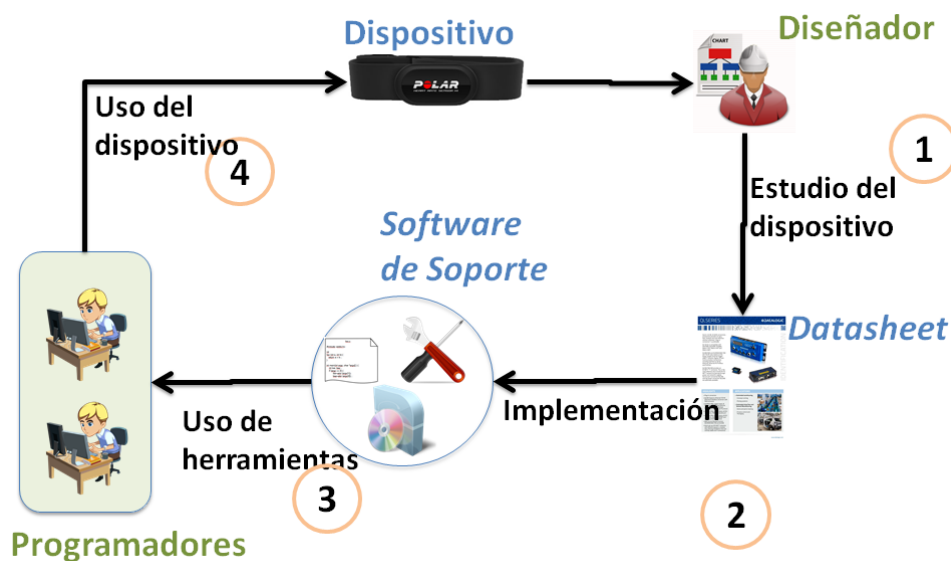 Dispositivo
Diseñador
CHART
POLAR
Uso del
dispositivo
4
1
Estudio del
dispositivo
Software
de Soporte
Datasheet
Implementación
Uso de
herramientas
3
2
Programadores